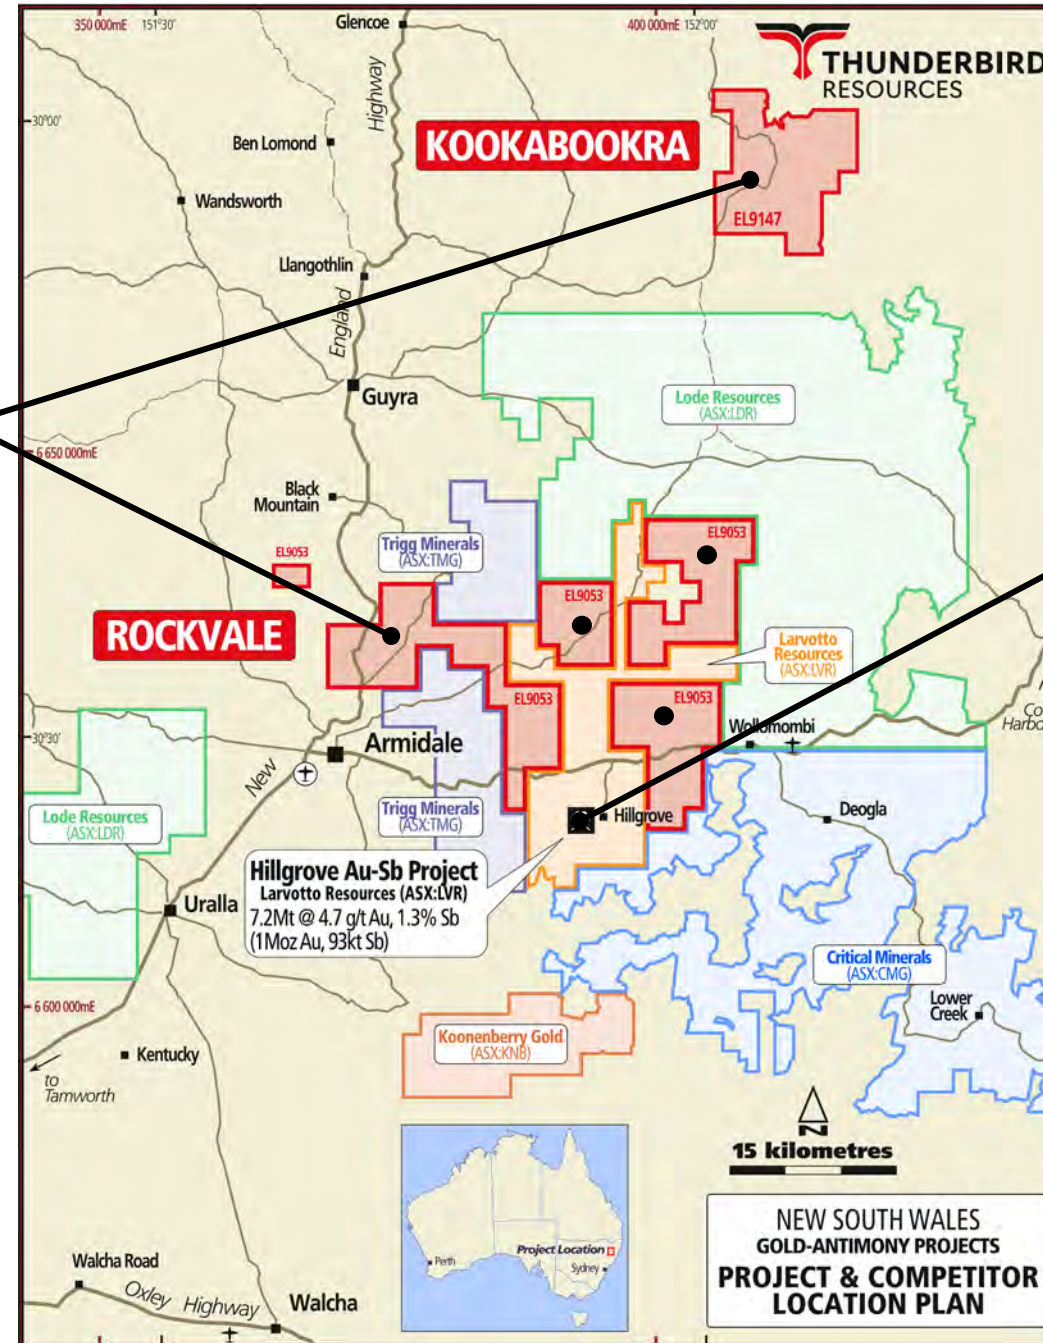 350 000mE
151°30'
Glencoe
400 000mE
152°00'
THUNDERBIRD
RESOURCES
Highway
30°00'
Ben Lomond
KOOKABOOKRA
Wandsworth
EL9147
Llangothlin
England
Guyra
Lode Resources
(ASX:LDR)
6 650 000mE
Black
Mountain
Trigg Minerals
(ASX:TMG)
EL9053
EL9053
EL9053
ROCKVALE
Larvotto
Resources
(ASX:LVR)
EL9053
EL9053
30°30'
Armidale
Wollomombi
New
Trigg Minerals
(ASX:TMG)
Lode Resources
(ASX:LDR)
Hillgrove
Deogla
Hillgrove Au-Sb Project
Larvotto Resources (ASX:LVR)
7.2Mt @ 4.7 g/t Au, 1.3% Sb
(1Moz Au, 93kt Sb)
Uralla
Critical Minerals
(ASX:CMG)
6 600 000mE
Lower
Creek
Koonenberry Gold
(ASX:KNB)
Kentucky
to
Tamworth
N
15 kilometres
Project Location
Perth
Sydney
NEW SOUTH WALES
GOLD-ANTIMONY PROJECTS
PROJECT & COMPETITOR
LOCATION PLAN
Walcha Road
Oxley Highway
Walcha